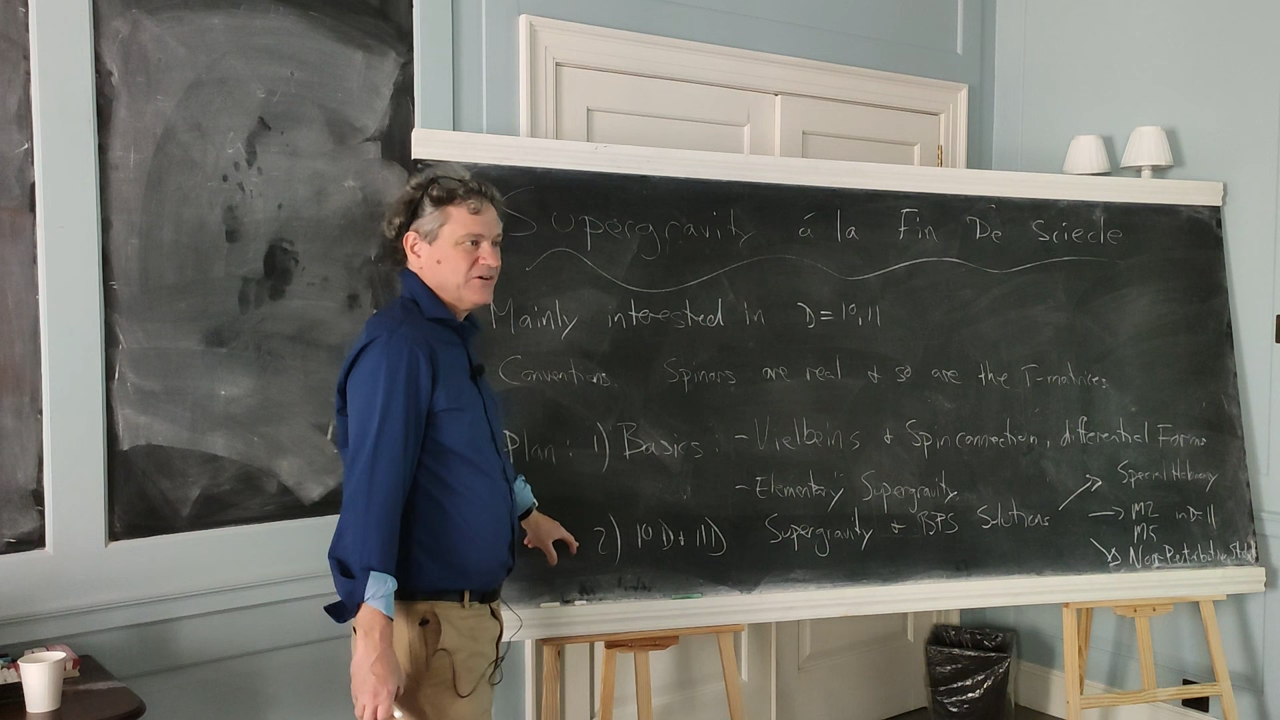 Supergravity á la Fin De Sciecle
Mainly interested in D=10,11
Conventions. Spinors are real & so are the Γ-matrices.
Plan: 1) Basics: - Vielbeins & Spin connection, differential Forms
- Elementary Supergravity
2) 10D & 11D Supergravity & BPS Solutions
Special Holonomy
M2 in D=11
M5
Non-Perturbative States